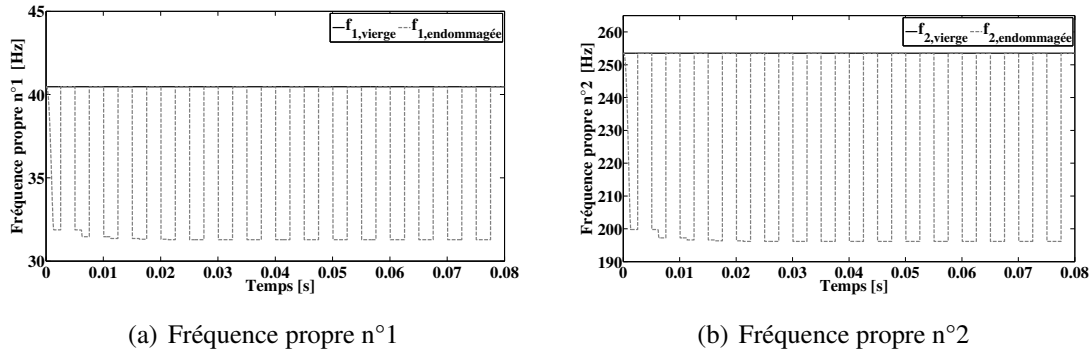 f1,vierge f1,endommagée
Fréquence propre n°1 [Hz]
45
40
35
30
0 0.01 0.02 0.03 0.04 0.05 0.06 0.07 0.08
Temps [s]
(a) Fréquence propre n°1
f2,vierge f2,endommagée
Fréquence propre n°2 [Hz]
260
250
240
230
220
210
200
190
0 0.01 0.02 0.03 0.04 0.05 0.06 0.07 0.08
Temps [s]
(b) Fréquence propre n°2